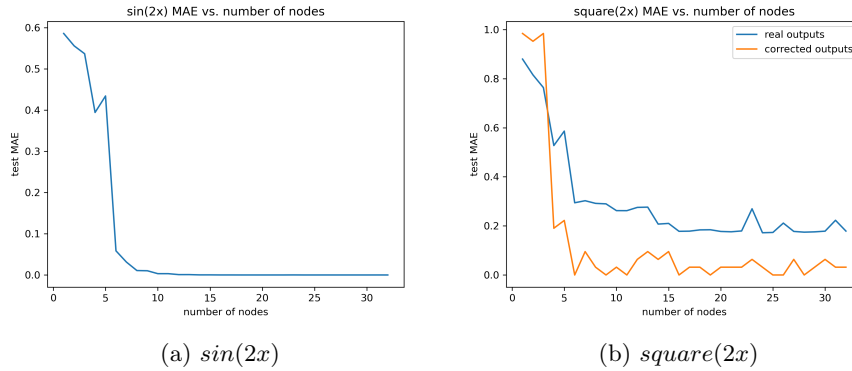 sin(2x) MAE vs. number of nodes
test MAE
0.6
0.5
0.4
0.3
0.2
0.1
0.0
0 5 10 15 20 25 30
number of nodes
(a) sin(2x)
square(2x) MAE vs. number of nodes
real outputs
corrected outputs
test MAE
1.0
0.8
0.6
0.4
0.2
0.0
0 5 10 15 20 25 30
number of nodes
(b) square(2x)